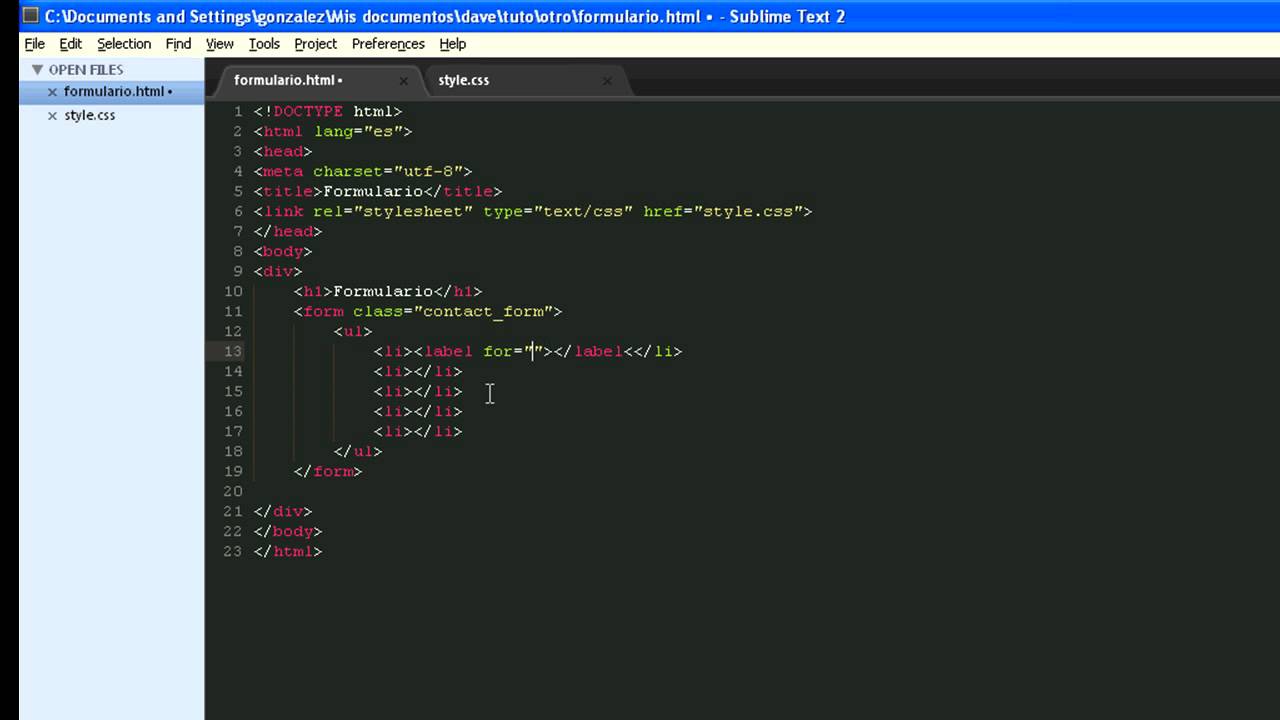 C:\Documents and Settings\gonzalez\Mis documentos\dave\tuto\otro\formulario.html • - Sublime Text 2
File Edit Selection Find View Tools Project Preferences Help
▼ OPEN FILES
× formulario.html •
× style.css
formulario.html • × style.css ×
1 <!DOCTYPE html>
2 <html lang="es">
3 <head>
4 <meta charset="utf-8">
5 <title>Formulario</title>
6 <link rel="stylesheet" type="text/css" href="style.css">
7 </head>
8 <body>
9 <div>
10     <h1>Formulario</h1>
11     <form class="contact_form">
12         <ul>
13             <li><label for=""></label<</li>
14             <li></li>
15             <li></li>
16             <li></li>
17             <li></li>
18         </ul>
19     </form>
20
21 </div>
22 </body>
23 </html>